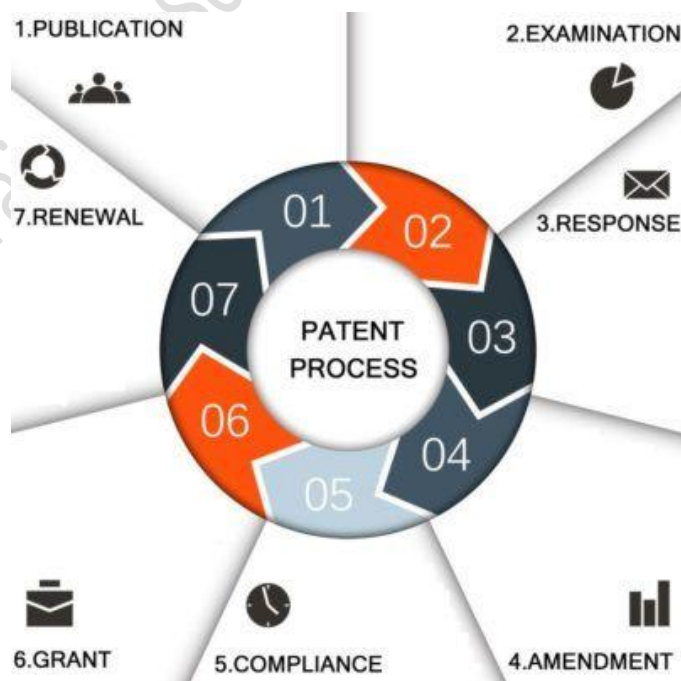 1.PUBLICATION
2.EXAMINATION
7.RENEWAL
3.RESPONSE
01
02
07
03
PATENT
PROCESS
06
04
05
6.GRANT
5.COMPLIANCE
4.AMENDMENT